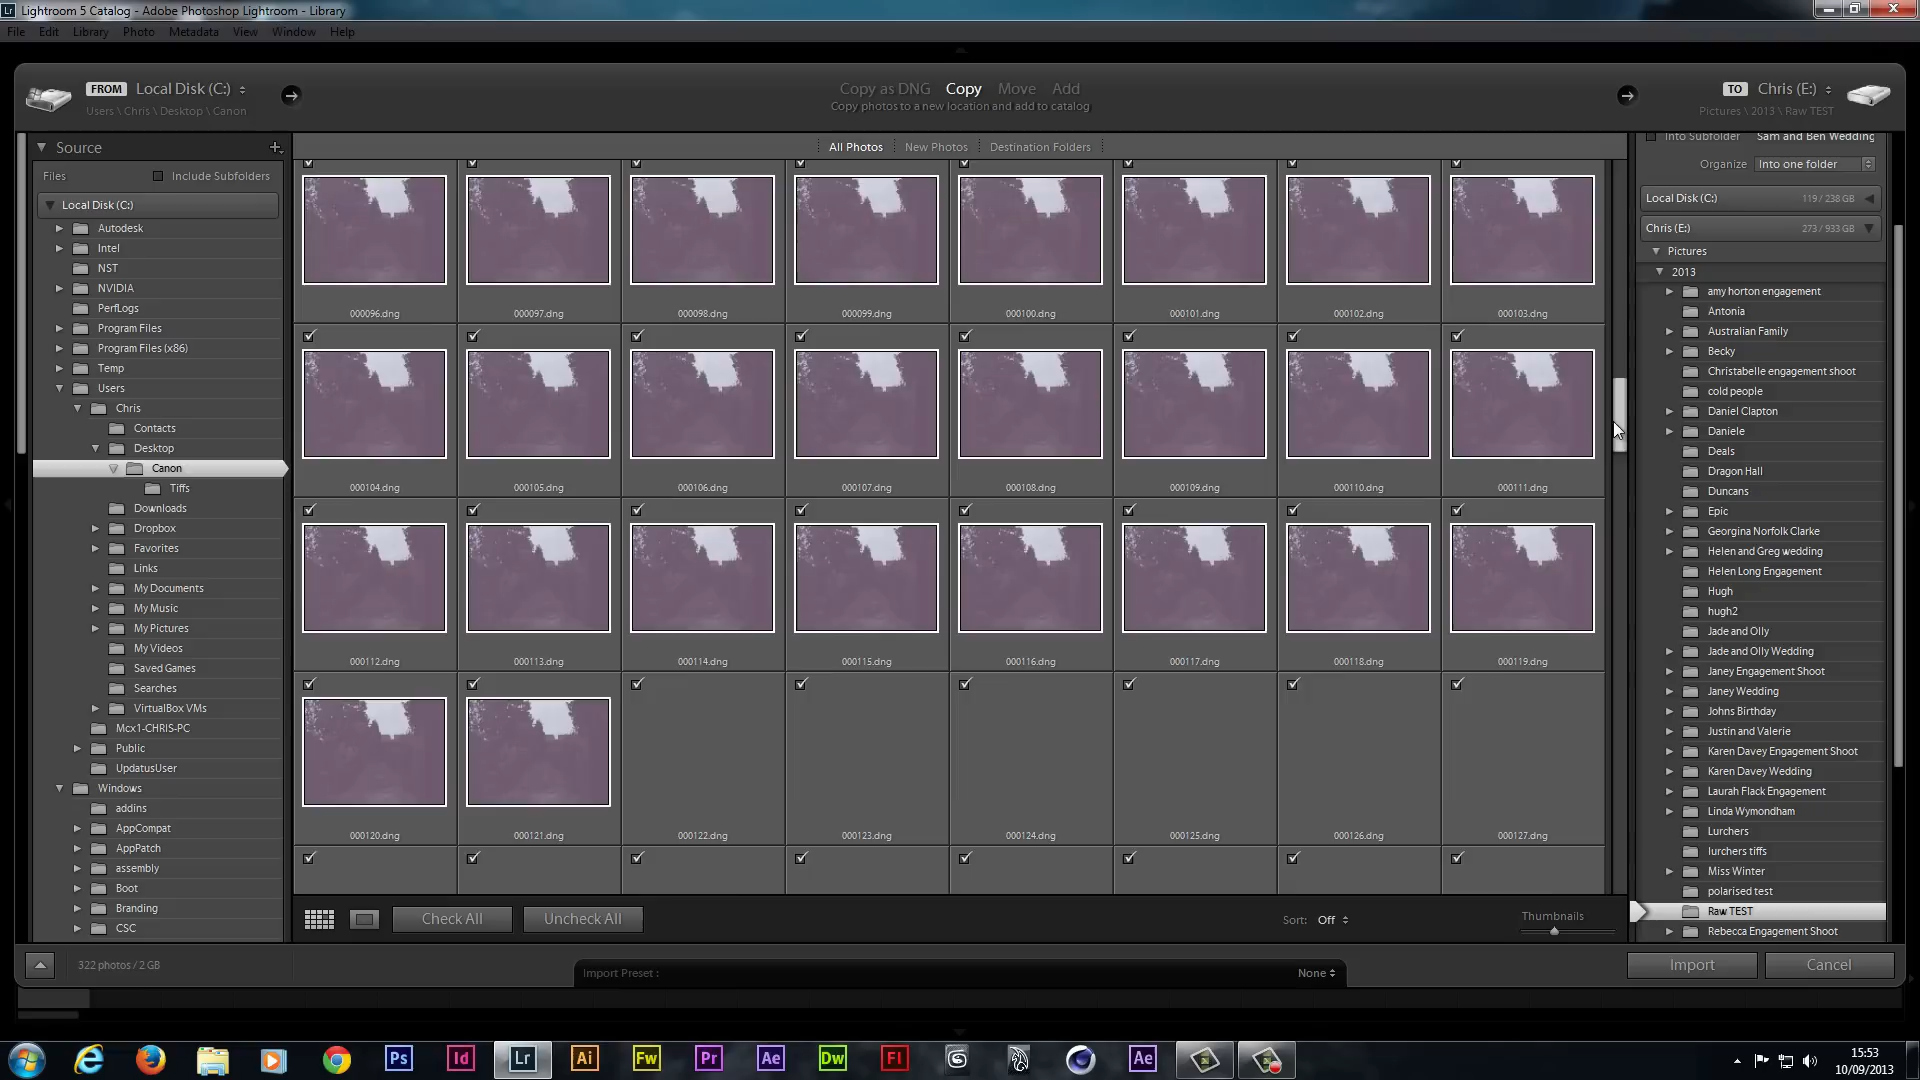 Lightroom 5 Catalog - Adobe Photoshop Lightroom - Library
File Edit Library Photo Metadata View Window Help
FROM Local Disk (C:)
Users \ Chris \ Desktop \ Canon
Copy as DNG Copy Move Add
Copy photos to a new location and add to catalog
TO Chris (E:)
Pictures \ 2013 \ Raw TEST
Source
Files Include Subfolders
Local Disk (C:)
Autodesk
Intel
NST
NVIDIA
PerfLogs
Program Files
Program Files (x86)
Temp
Users
Chris
Contacts
Desktop
Canon
Tiffs
Downloads
Dropbox
Favorites
Links
My Documents
My Music
My Pictures
My Videos
Saved Games
Searches
VirtualBox VMs
Mcx1-CHRIS-PC
Public
UpdatusUser
Windows
addins
AppCompat
AppPatch
assembly
Boot
Branding
CSC
All Photos New Photos Destination Folders
000096.dng 000097.dng 000098.dng 000099.dng 000100.dng 000101.dng 000102.dng 000103.dng
000104.dng 000105.dng 000106.dng 000107.dng 000108.dng 000109.dng 000110.dng 000111.dng
000112.dng 000113.dng 000114.dng 000115.dng 000116.dng 000117.dng 000118.dng 000119.dng
000120.dng 000121.dng 000122.dng 000123.dng 000124.dng 000125.dng 000126.dng 000127.dng
Check All Uncheck All Sort: Off Thumbnails
Into Subfolder Sam and Ben Wedding
Organize Into one folder
Local Disk (C:) 119 / 238 GB
Chris (E:) 273 / 933 GB
Pictures
2013
amy horton engagement
Antonia
Australian Family
Becky
Christabelle engagement shoot
cold people
Daniel Clapton
Daniele
Deals
Dragon Hall
Duncans
Epic
Georgina Norfolk Clarke
Helen and Greg wedding
Helen Long Engagement
Hugh
hugh2
Jade and Olly
Jade and Olly Wedding
Janey Engagement Shoot
Janey Wedding
Johns Birthday
Justin and Valerie
Karen Davey Engagement Shoot
Karen Davey Wedding
Laurah Flack Engagement
Linda Wymondham
Lurchers
lurchers tiffs
Miss Winter
polarised test
Raw TEST
Rebecca Engagement Shoot
322 photos / 2 GB
Import Preset : None
Import Cancel
Ps Id Lr Ai Fw Pr Ae Dw Fl Ae
15:53
10/09/2013